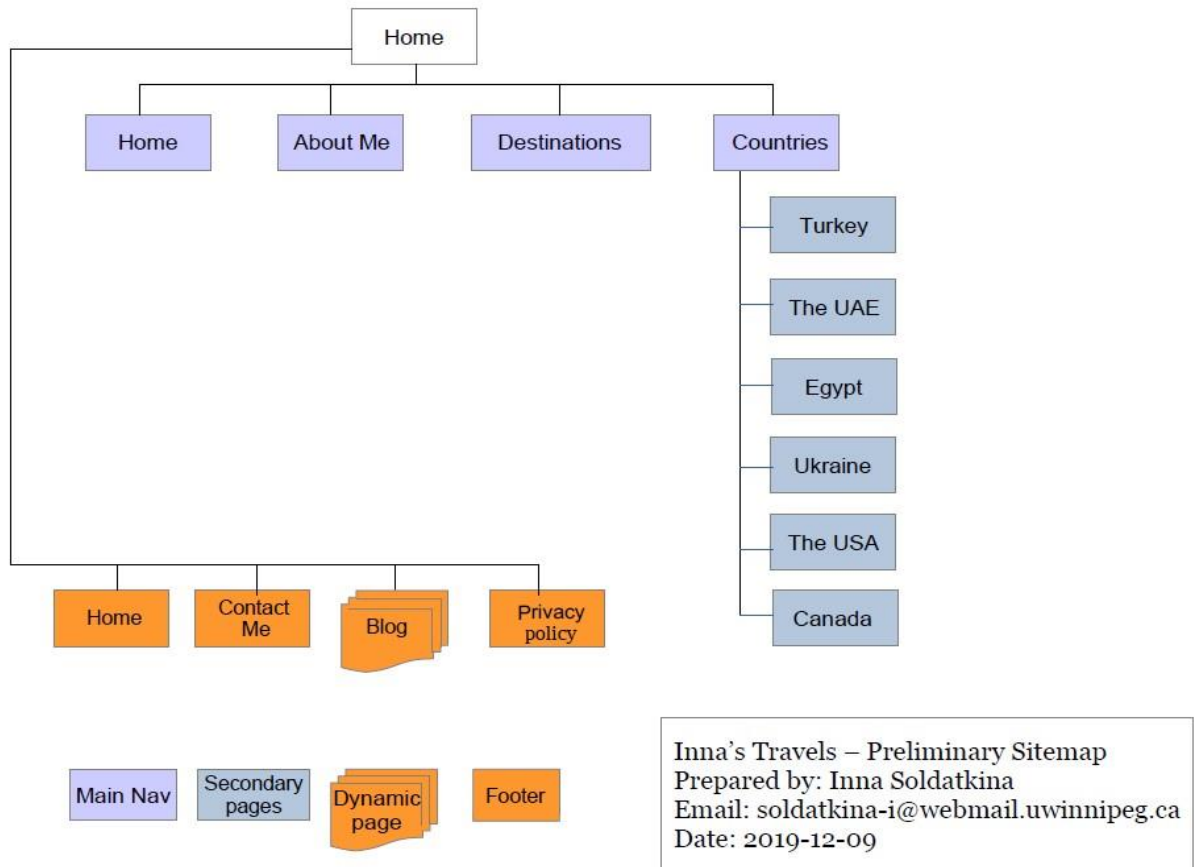 Home
Home
About Me
Destinations
Countries
Turkey
The UAE
Egypt
Ukraine
The USA
Canada
Home
Contact
Me
Blog
Privacy
policy
Main Nav
Secondary
pages
Dynamic
page
Footer
Inna's Travels – Preliminary Sitemap
Prepared by: Inna Soldatkina
Email: soldatkina-i@webmail.uwinnipeg.ca
Date: 2019-12-09